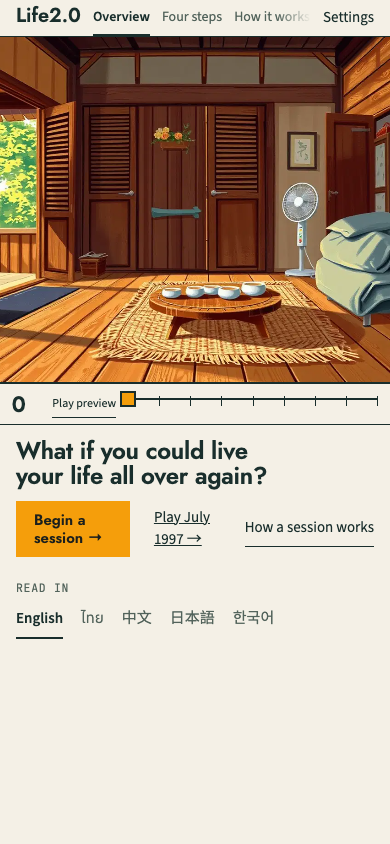 Life2.0
Overview
Four steps
How it works
Settings
0
Play preview
What if you could live
your life all over again?
Begin a
session →
Play July
1997 →
How a session works
READ IN
English
ไทย
中文
日本語
한국어